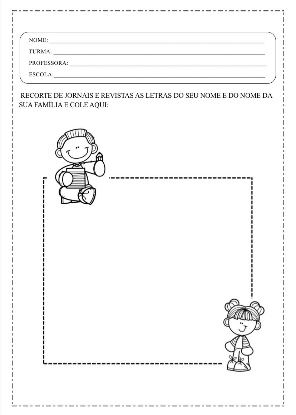 NOME:
TURMA:
PROFESSORA:
ESCOLA:
RECORTE DE JORNAIS E REVISTAS AS LETRAS DO SEU NOME E DO NOME DA
SUA FAMÍLIA E COLE AQUI: